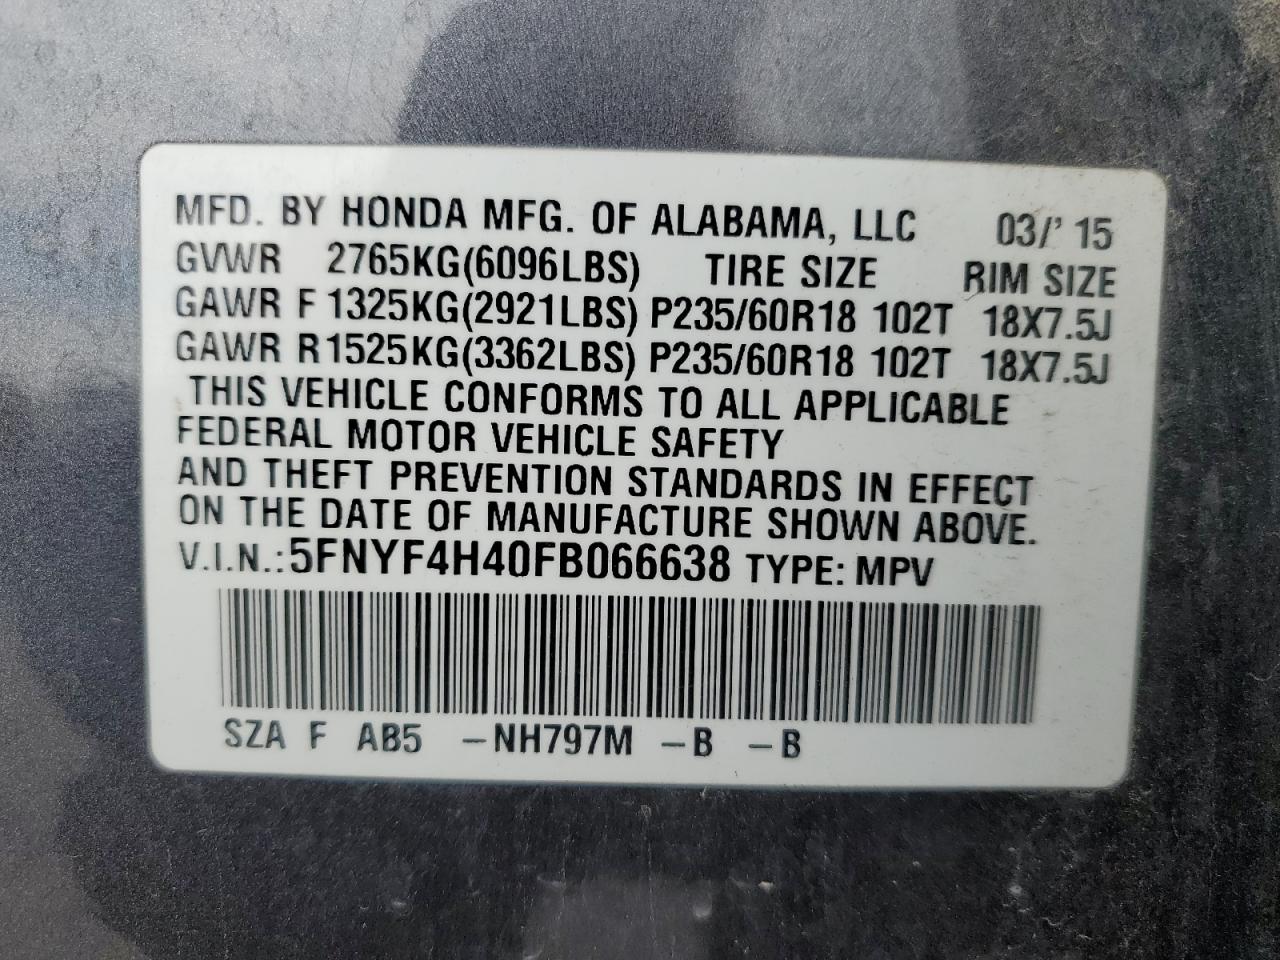 MFD. BY HONDA MFG. OF ALABAMA, LLC 03/' 15
GVWR 2765KG(6096LBS) TIRE SIZE RIM SIZE
GAWR F 1325KG(2921LBS) P235/60R18 102T 18X7.5J
GAWR R 1525KG(3362LBS) P235/60R18 102T 18X7.5J
THIS VEHICLE CONFORMS TO ALL APPLICABLE
FEDERAL MOTOR VEHICLE SAFETY
AND THEFT PREVENTION STANDARDS IN EFFECT
ON THE DATE OF MANUFACTURE SHOWN ABOVE.
V.I.N.: 5FNYF4H40FB066638 TYPE: MPV
SZA F AB5 –NH797M –B –B